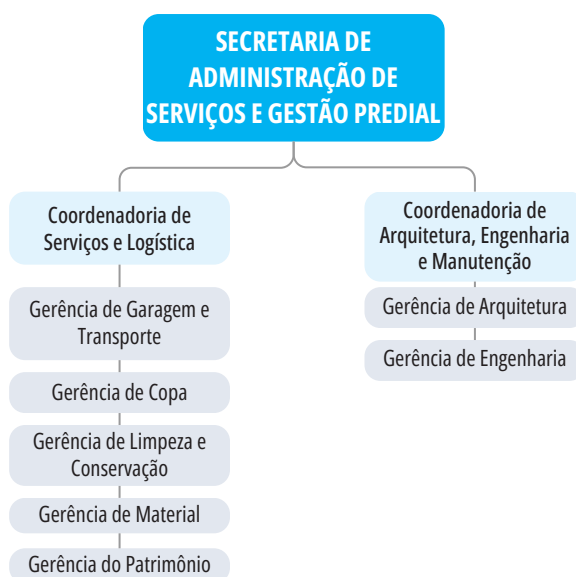 SECRETARIA DE
ADMINISTRAÇÃO DE
SERVIÇOS E GESTÃO PREDIAL
Coordenadoria de
Serviços e Logística
Gerência de Garagem e
Transporte
Gerência de Copa
Gerência de Limpeza e
Conservação
Gerência de Material
Gerência do Patrimônio
Coordenadoria de
Arquitetura, Engenharia
e Manutenção
Gerência de Arquitetura
Gerência de Engenharia